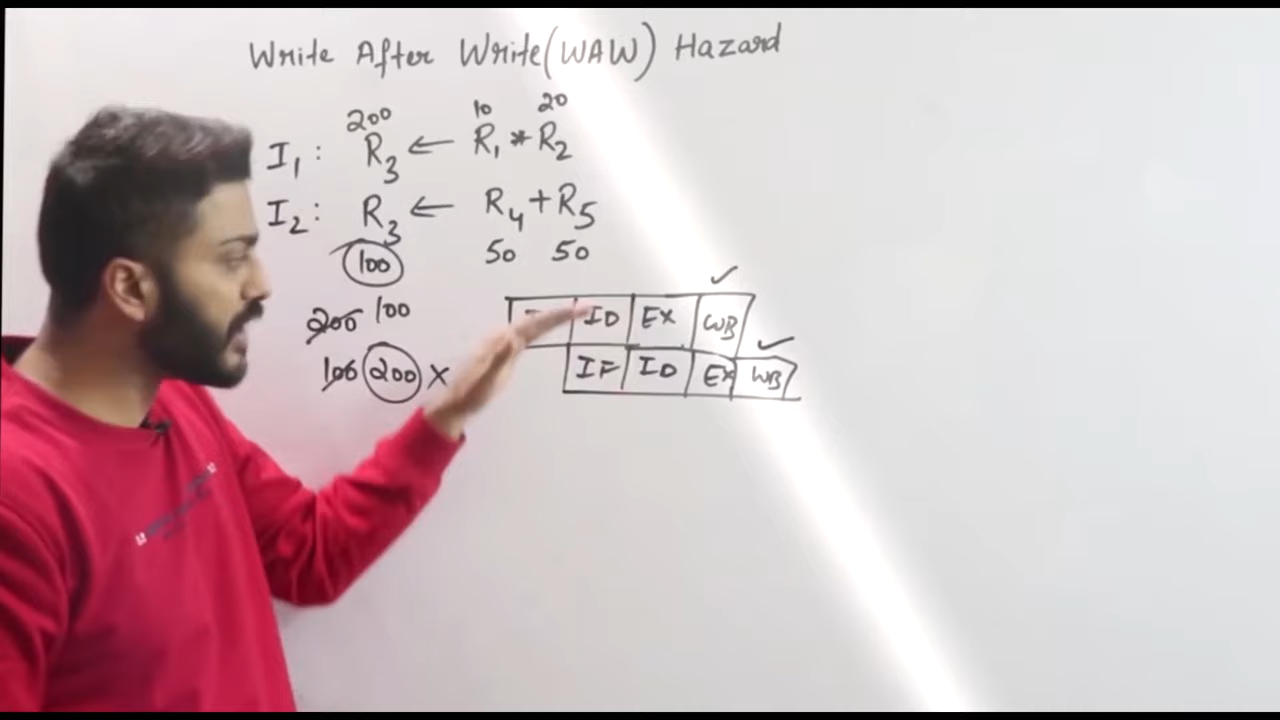 Write After Write (WAW) Hazard
200 10 20
I1 : R3 ← R1 * R2
I2 : R3 ← R4 + R5
100 50 50
200 100
100 200 ×
ID EX WB ✓
IF ID EX WB ✓